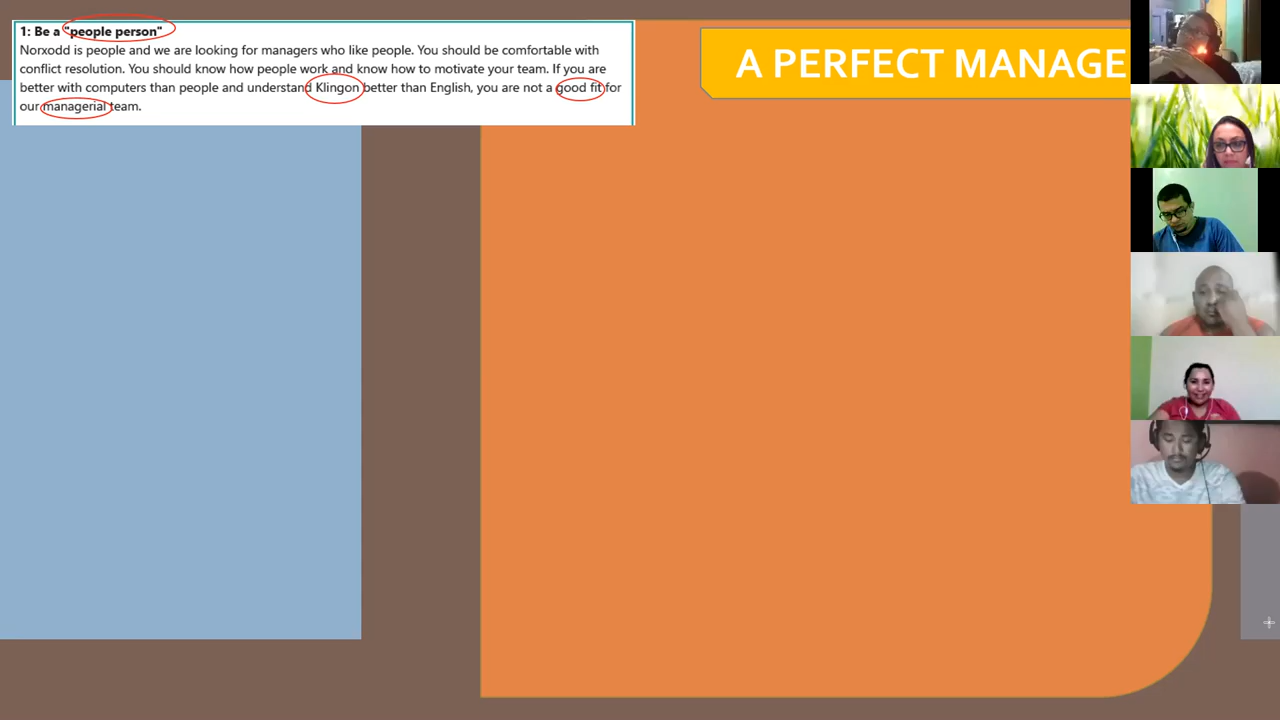 1: Be a "people person"
Norxodd is people and we are looking for managers who like people. You should be comfortable with
conflict resolution. You should know how people work and know how to motivate your team. If you are
better with computers than people and understand Klingon better than English, you are not a good fit for
our managerial team.
A PERFECT MANAGE